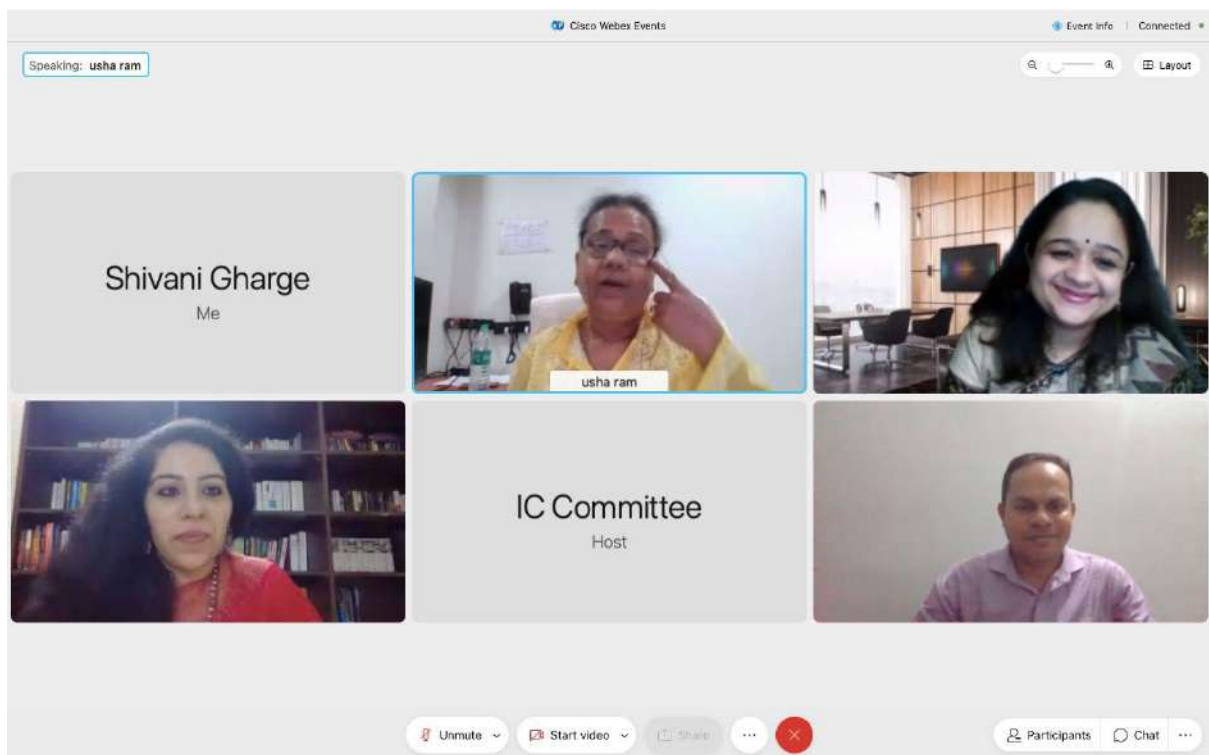 Cisco Webex Events
Event Info
Connected
Speaking: usha ram
Layout
Shivani Gharge
Me
usha ram
IC Committee
Host
Unmute
Start video
Share
Participants
Chat